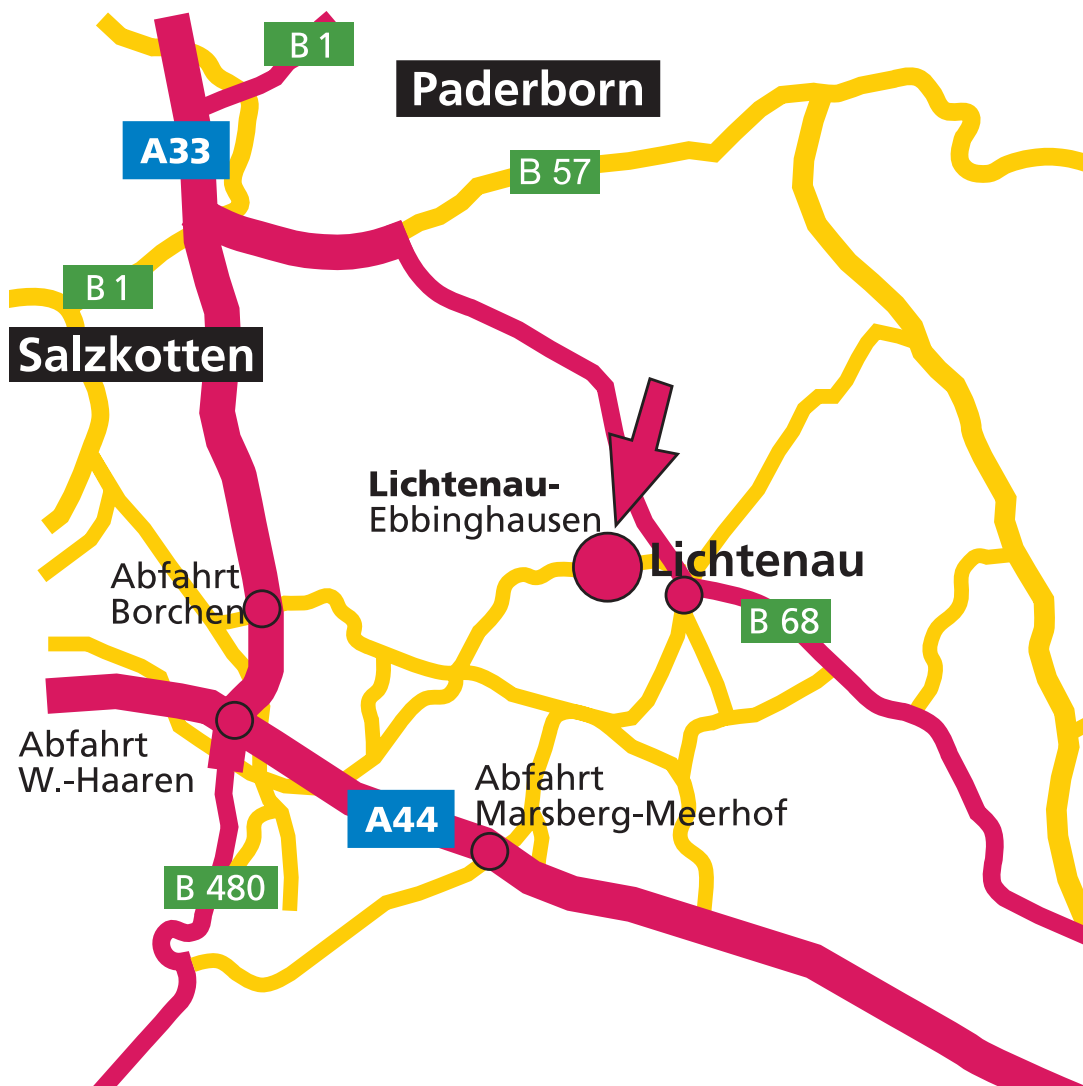 B 1
Paderborn
A33
B 57
B 1
Salzkotten
Lichtenau-
Ebbinghausen
Lichtenau
Abfahrt
Borchen
B 68
Abfahrt
W.-Haaren
Abfahrt
Marsberg-Meerhof
A44
B 480